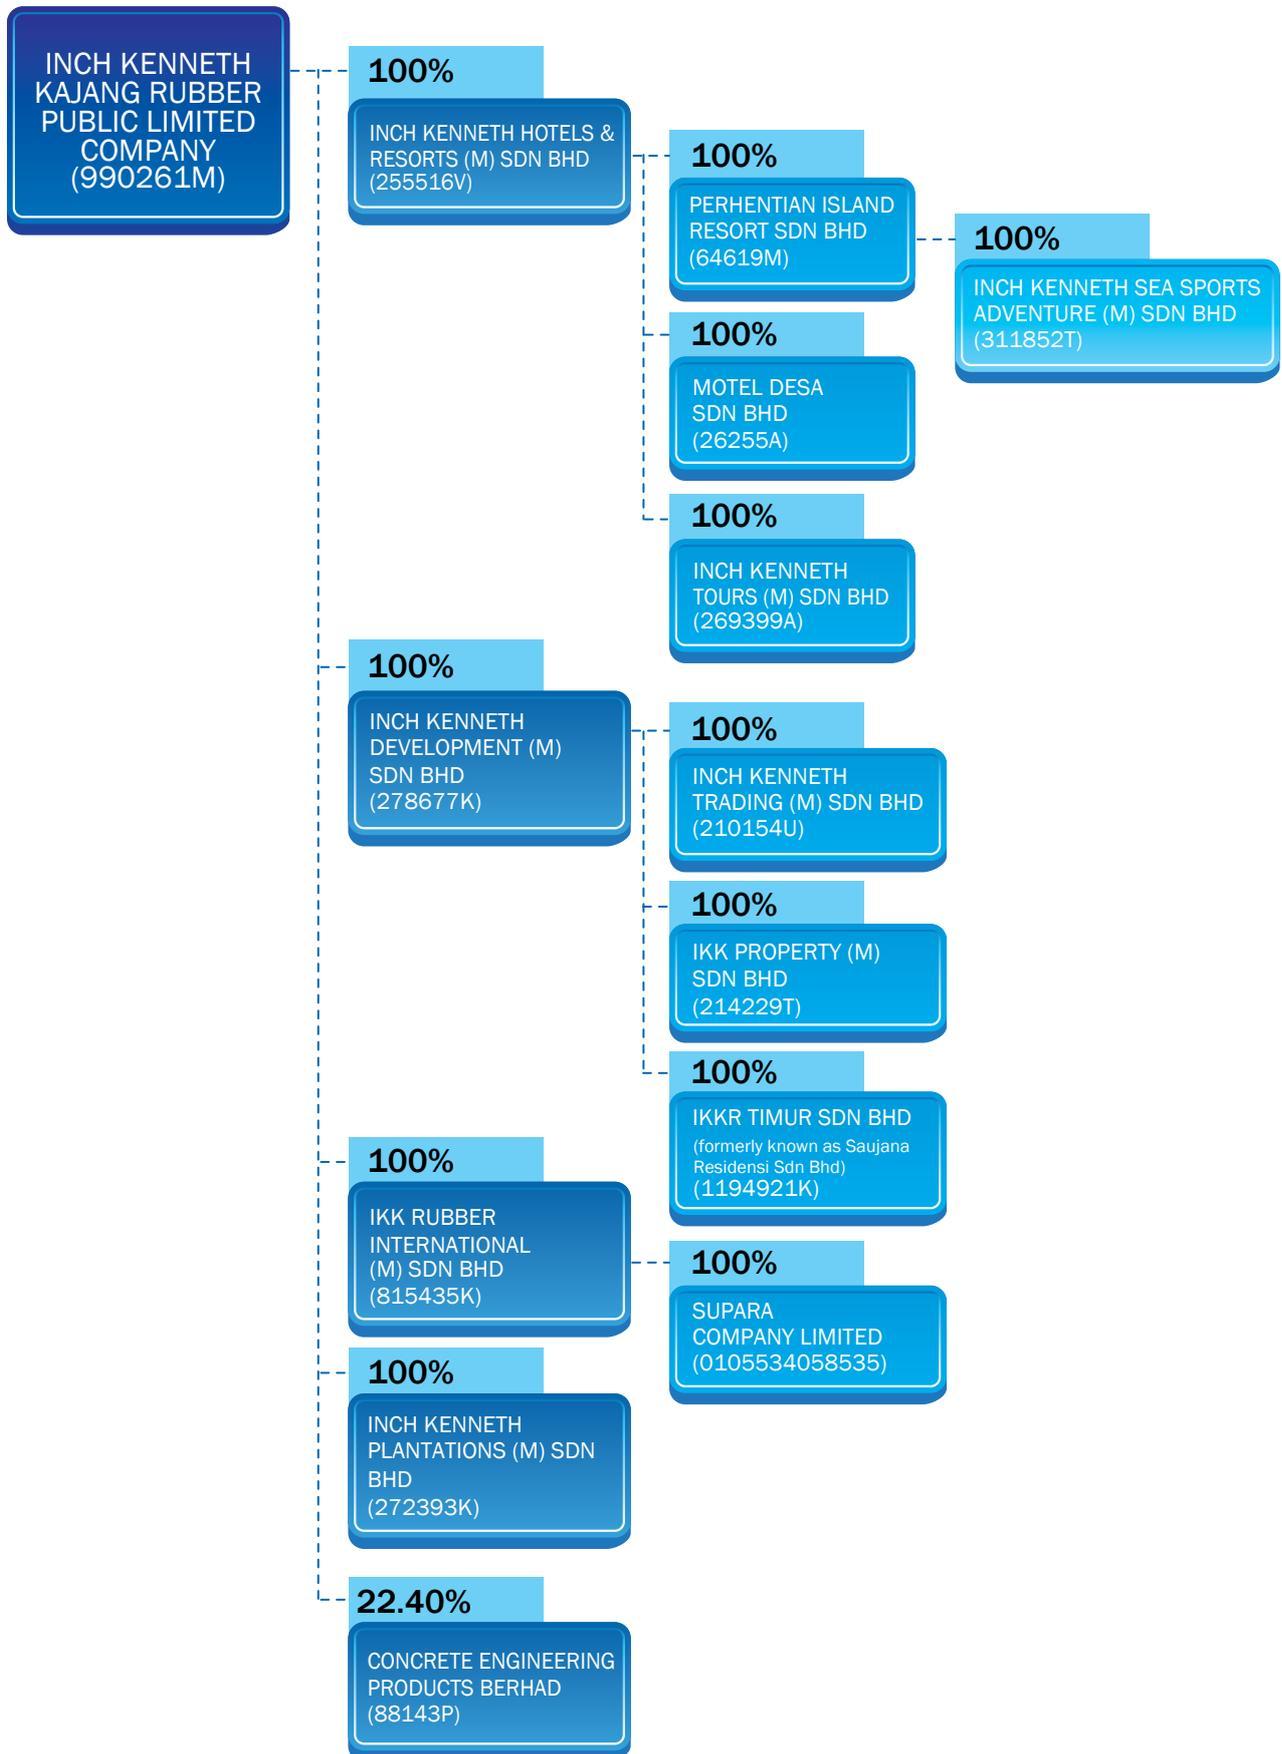 INCH KENNETH
KAJANG RUBBER
PUBLIC LIMITED
COMPANY
(990261M)
100%
INCH KENNETH HOTELS &
RESORTS (M) SDN BHD
(255516V)
100%
PERHENTIAN ISLAND
RESORT SDN BHD
(64619M)
100%
INCH KENNETH SEA SPORTS
ADVENTURE (M) SDN BHD
(311852T)
100%
MOTEL DESA
SDN BHD
(26255A)
100%
INCH KENNETH
TOURS (M) SDN BHD
(269399A)
100%
INCH KENNETH
DEVELOPMENT (M)
SDN BHD
(278677K)
100%
INCH KENNETH
TRADING (M) SDN BHD
(210154U)
100%
IKK PROPERTY (M)
SDN BHD
(214229T)
100%
IKKR TIMUR SDN BHD
(formerly known as Saujana
Residensi Sdn Bhd)
(1194921K)
100%
IKK RUBBER
INTERNATIONAL
(M) SDN BHD
(815435K)
100%
SUPARA
COMPANY LIMITED
(0105534058535)
100%
INCH KENNETH
PLANTATIONS (M) SDN
BHD
(272393K)
22.40%
CONCRETE ENGINEERING
PRODUCTS BERHAD
(88143P)